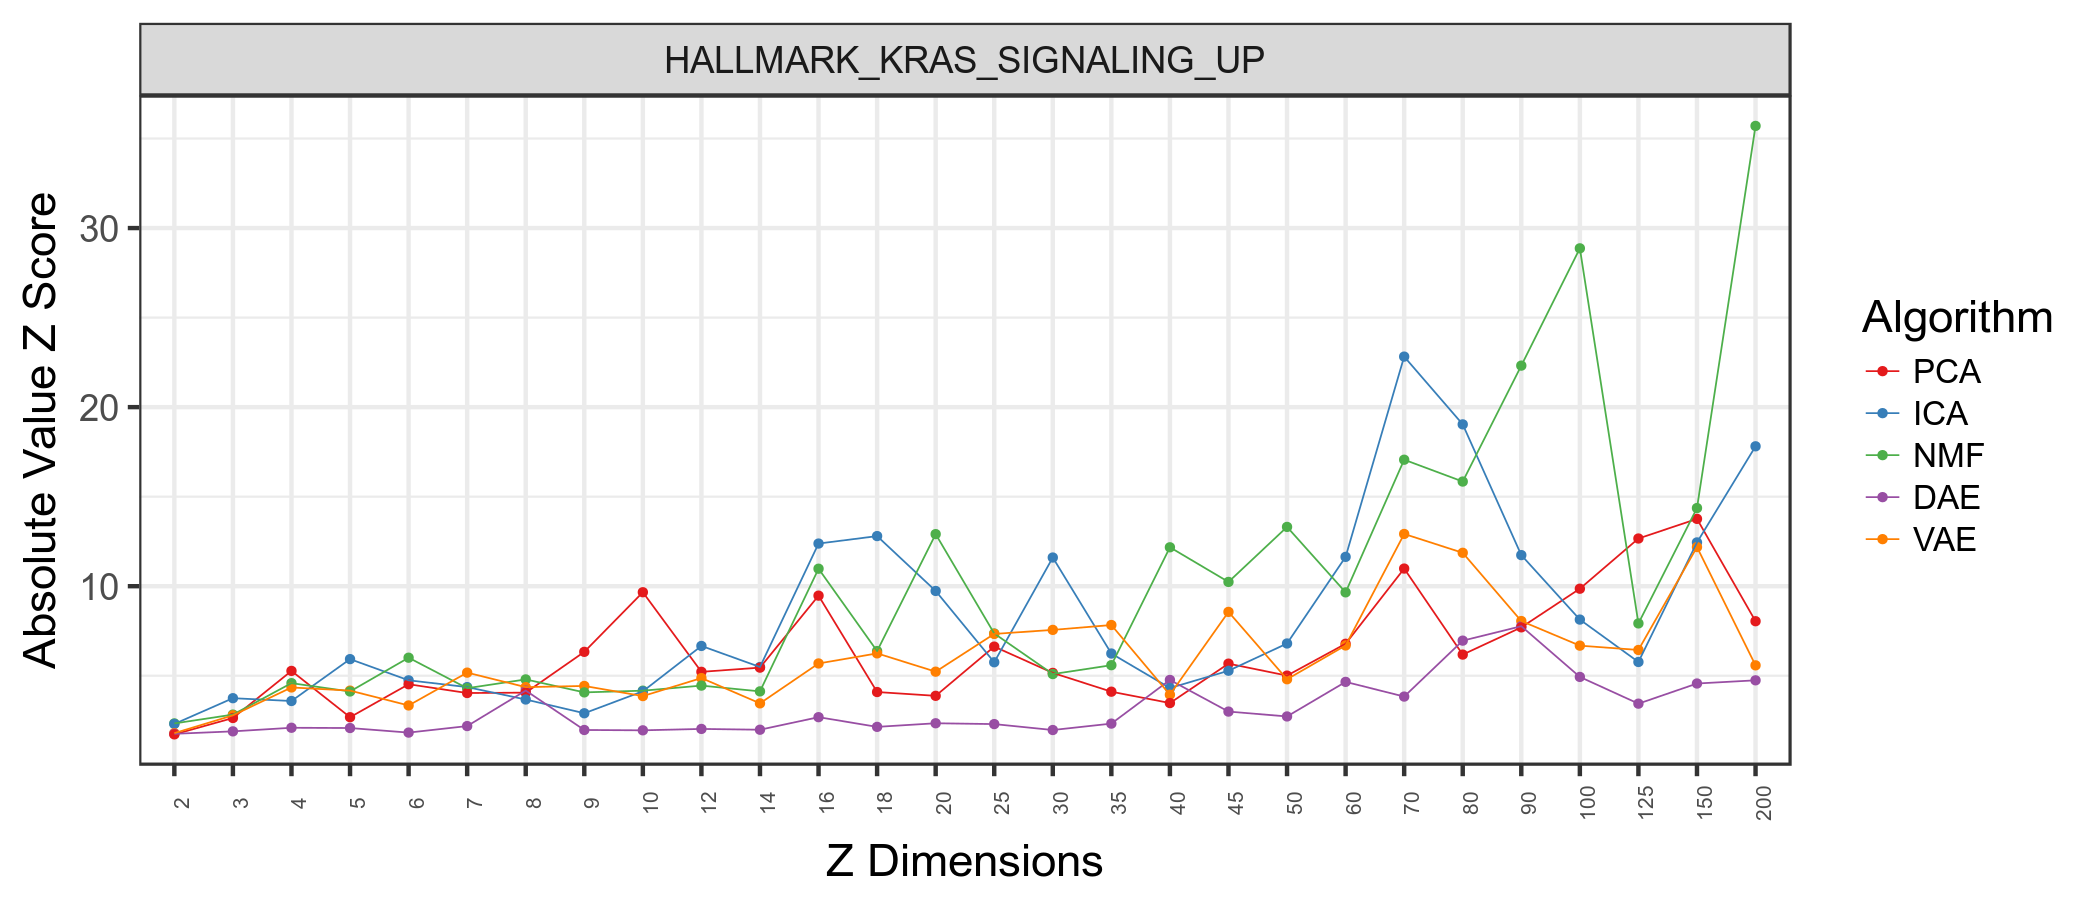 HALLMARK_KRAS_SIGNALING_UP
Absolute Value Z Score
30
20
10
2 3 4 5 6 7 8 9 10 12 14 16 18 20 25 30 35 40 45 50 60 70 80 90 100 125 150 200
Z Dimensions
Algorithm
PCA
ICA
NMF
DAE
VAE